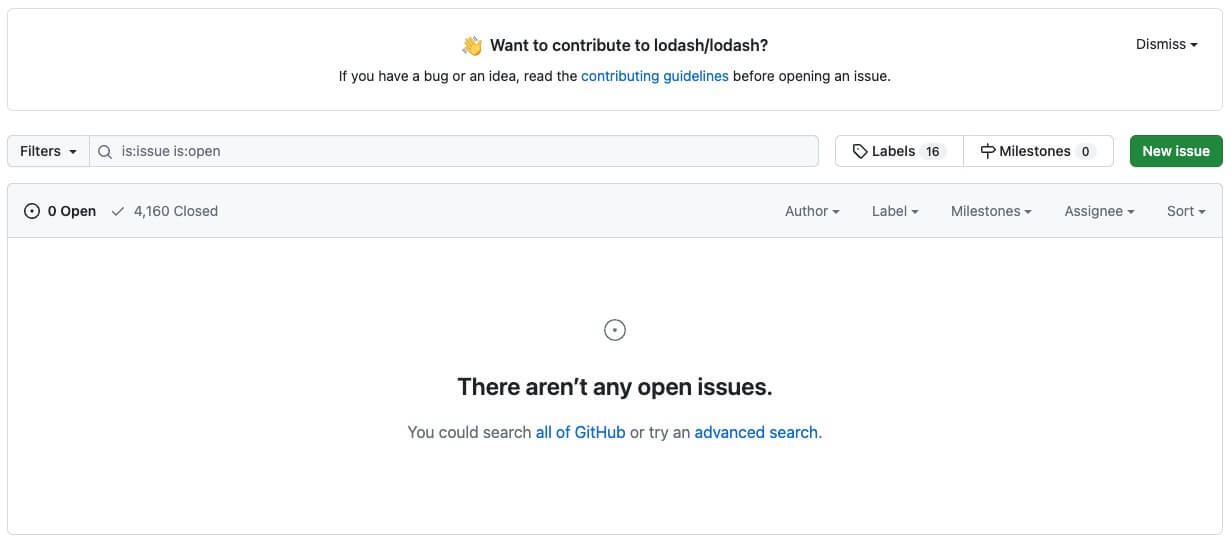 👋 Want to contribute to lodash/lodash?
Dismiss
If you have a bug or an idea, read the contributing guidelines before opening an issue.
Filters is:issue is:open Labels 16 Milestones 0 New issue
0 Open 4,160 Closed Author Label Milestones Assignee Sort
There aren’t any open issues.
You could search all of GitHub or try an advanced search.